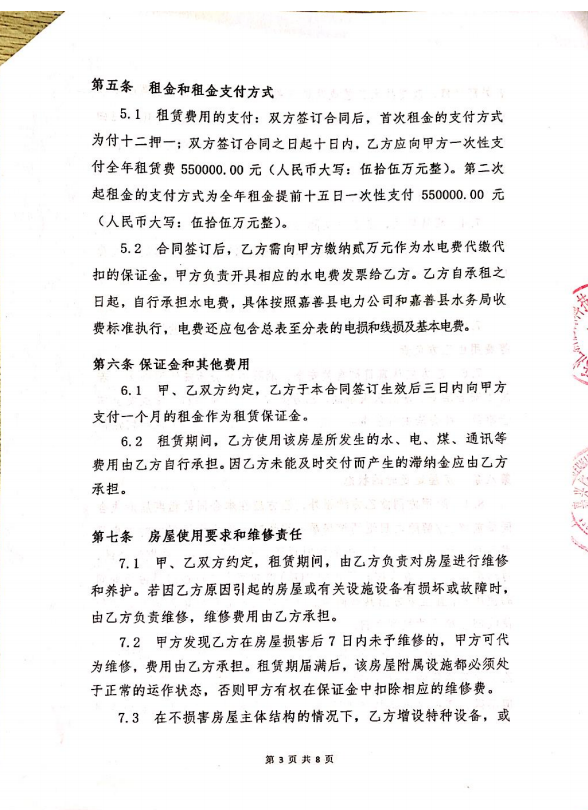 第五条　租金和租金支付方式
5.1　租赁费用的支付：双方签订合同后，首次租金的支付方式
为付十二押一；双方签订合同之日起十日内，乙方应向甲方一次性支
付全年租赁费 550000.00 元（人民币大写：伍拾伍万元整）。第二次
起租金的支付方式为全年租金提前十五日一次性支付 550000.00 元
（人民币大写：伍拾伍万元整）。
5.2　合同签订后，乙方需向甲方缴纳贰万元作为水电费代缴代
扣的保证金，甲方负责开具相应的水电费发票给乙方。乙方自承租之
日起，自行承担水电费，具体按照嘉善县电力公司和嘉善县水务局收
费标准执行，电费还应包含总表至分表的电损和线损及基本电费。
第六条 保证金和其他费用
6.1　甲、乙双方约定，乙方于本合同签订生效后三日内向甲方
支付一个月的租金作为租赁保证金。
6.2　租赁期间，乙方使用该房屋所发生的水、电、煤、通讯等
费用由乙方自行承担。因乙方未能及时交付而产生的滞纳金应由乙方
承担。
第七条　房屋使用要求和维修责任
7.1　甲、乙双方约定，租赁期间，由乙方负责对房屋进行维修
和养护。若因乙方原因引起的房屋或有关设施设备有损坏或故障时，
由乙方负责维修，维修费用由乙方承担。
7.2　甲方发现乙方在房屋损害后 7 日内未予维修的，甲方可代
为维修，费用由乙方承担。租赁期届满后，该房屋附属设施都必须处
于正常的运作状态，否则甲方有权在保证金中扣除相应的维修费。
7.3　在不损害房屋主体结构的情况下，乙方增设特种设备，或
第 3 页 共 8 页